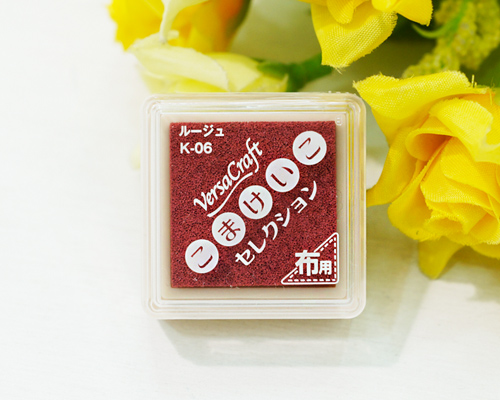 ルージュ
K-06
VersaCraft
こまけいこ
セレクション
布用